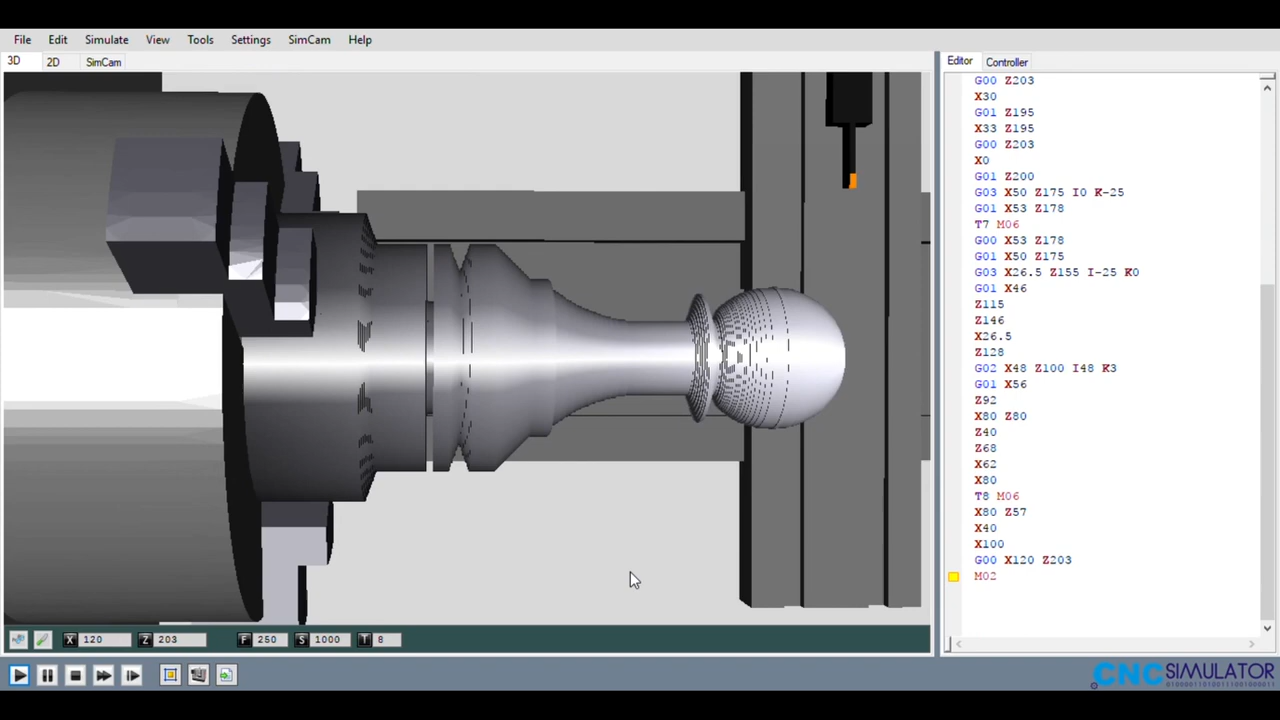 File Edit Simulate View Tools Settings SimCam Help
3D 2D SimCam
Editor Controller
G00 Z203
X30
G01 Z195
X33 Z195
G00 Z203
X0
G01 Z200
G03 X50 Z175 I0 K-25
G01 X53 Z178
T7 M06
G00 X53 Z178
G01 X50 Z175
G03 X26.5 Z155 I-25 K0
G01 X46
Z115
Z146
X26.5
Z128
G02 X48 Z100 I48 K3
G01 X56
Z92
X80 Z80
Z40
Z68
X62
X80
T8 M06
X80 Z57
X40
X100
G00 X120 Z203
M02
X 120 Z 203 F 250 S 1000 T 8
CNCSIMULATOR